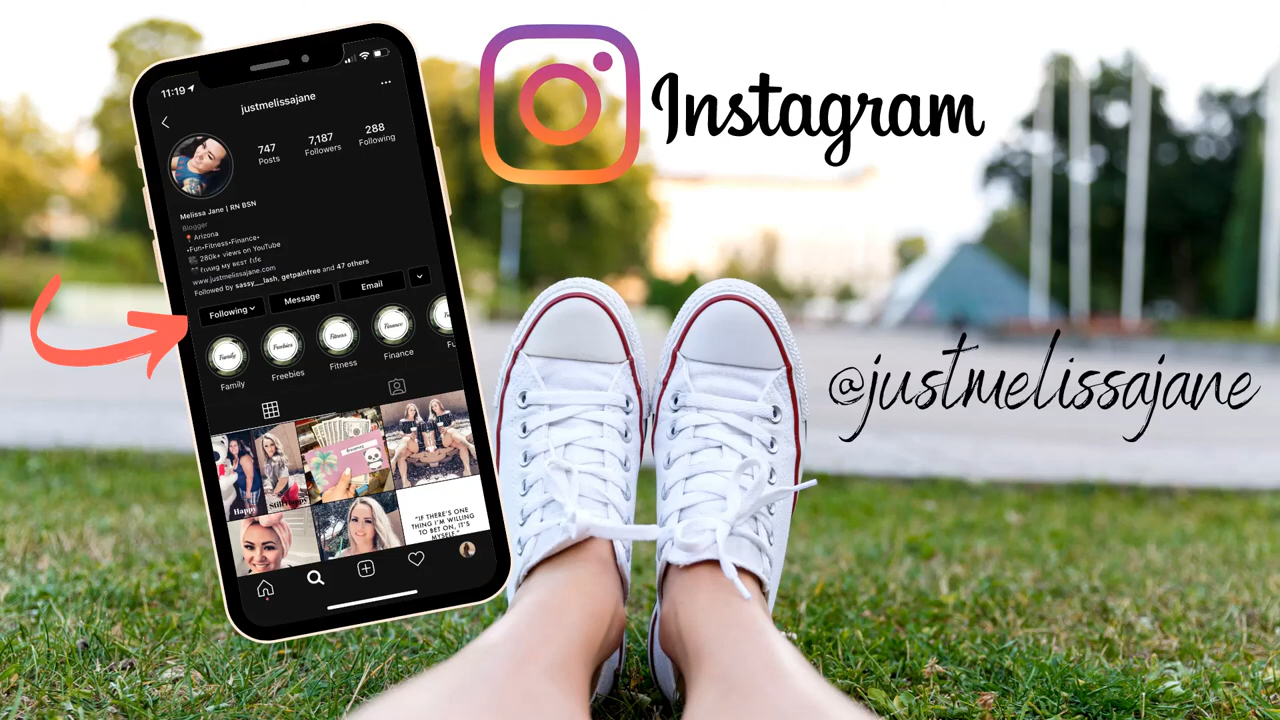 11:19
justmelissajane
747
Posts
7,187
Followers
288
Following
Melissa Jane | RN BSN
Blogger
Arizona
•Fun•Fitness•Finance•
280k+ views on YouTube
www.justmelissajane.com
Followed by sassy__lash, getpainfree and 47 others
Following
Message
Email
Family
Freebies
Fitness
Finance
Fu
Family
Freebies
Fitness
Finance
Happy
"IF THERE'S ONE
THING I'M WILLING
TO BET ON, IT'S
MYSELF."
Instagram
@justmelissajane